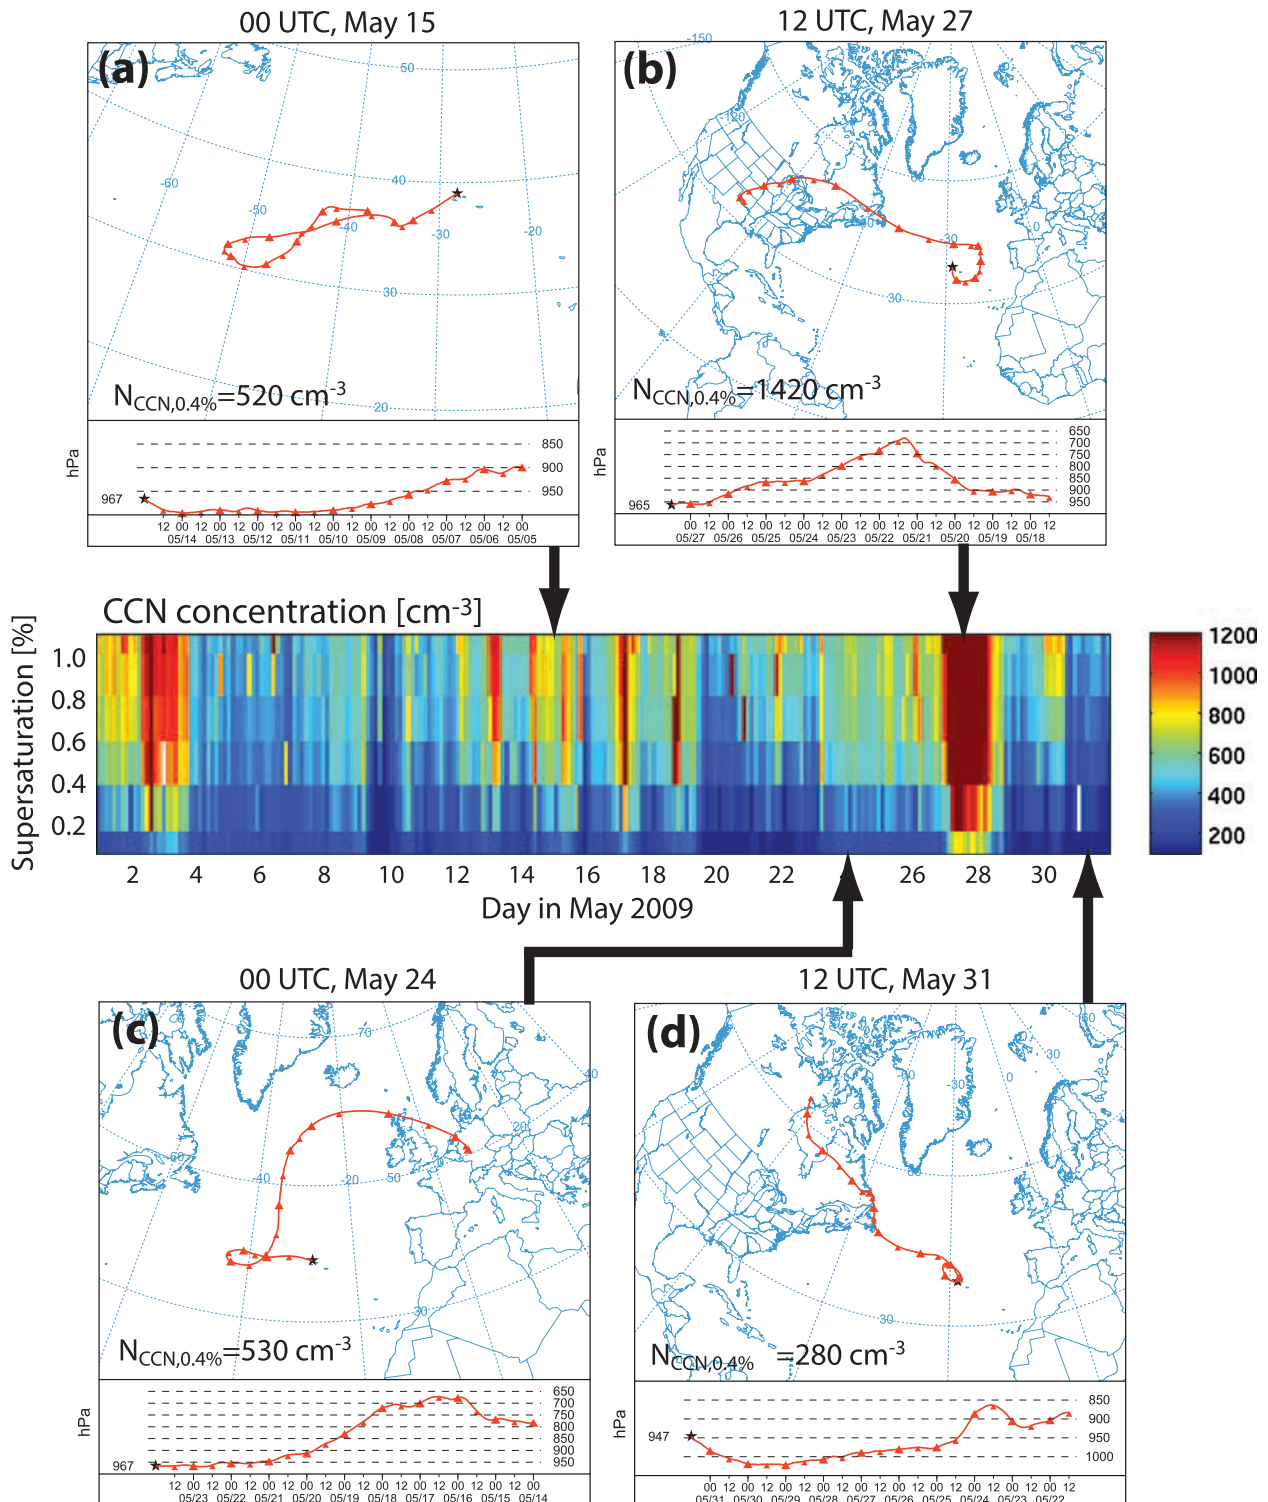 00 UTC, May 15
12 UTC, May 27
(a)
50
-60
40
-50
-40
-30
-20
30
20
N_CCN,0.4%=520 cm^-3
hPa
850
900
950
967
12 00 12 00 12 00 12 00 12 00 12 00 12 00 12 00 12 00 12 00
05/14 05/13 05/12 05/11 05/10 05/09 05/08 05/07 05/06 05/05
(b)
-150
-120
60
-30
0
30
N_CCN,0.4%=1420 cm^-3
hPa
650
700
750
800
850
900
950
965
00 12 00 12 00 12 00 12 00 12 00 12 00 12 00 12 00 12 00 12
05/27 05/26 05/25 05/24 05/23 05/22 05/21 05/20 05/19 05/18
CCN concentration [cm^-3]
Supersaturation [%]
1.0
0.8
0.6
0.4
0.2
2 4 6 8 10 12 14 16 18 20 22 26 28 30
Day in May 2009
1200
1000
800
600
400
200
00 UTC, May 24
12 UTC, May 31
(c)
70
40
20
-60
-40
-20
50
30
N_CCN,0.4%=530 cm^-3
hPa
650
700
750
800
850
900
950
967
12 00 12 00 12 00 12 00 12 00 12 00 12 00 12 00 12 00 12 00
05/23 05/22 05/21 05/20 05/19 05/18 05/17 05/16 05/15 05/14
(d)
60
30
0
-30
30
N_CCN,0.4% =280 cm^-3
hPa
850
900
950
1000
947
00 12 00 12 00 12 00 12 00 12 00 12 00 12 00 12 00 12 00 12
05/31 05/30 05/29 05/28 05/27 05/26 05/25 05/24 05/23 05/22